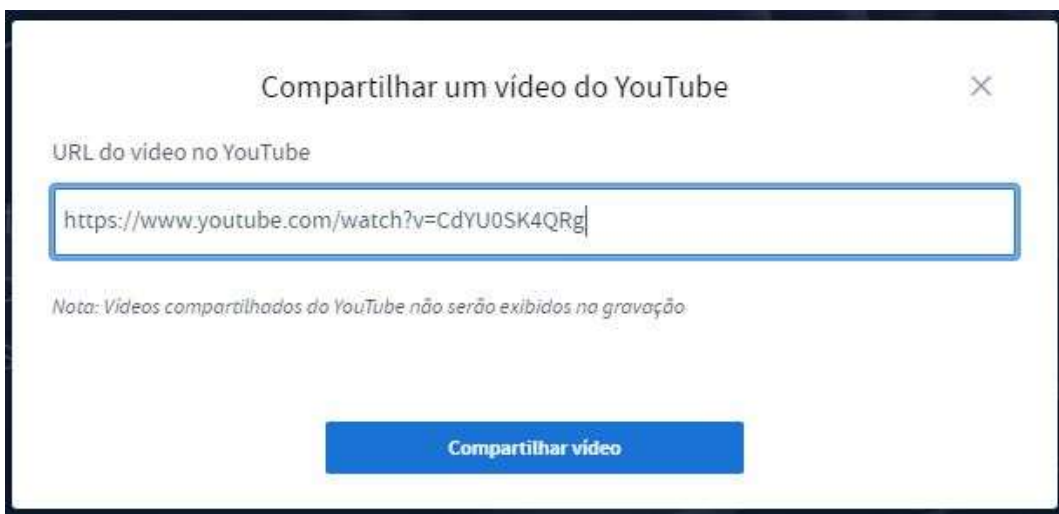 Compartilhar um vídeo do YouTube
URL do vídeo no YouTube
https://www.youtube.com/watch?v=CdYU0SK4QRg
Nota: Vídeos compartilhados do YouTube não serão exibidos na gravação
Compartilhar vídeo